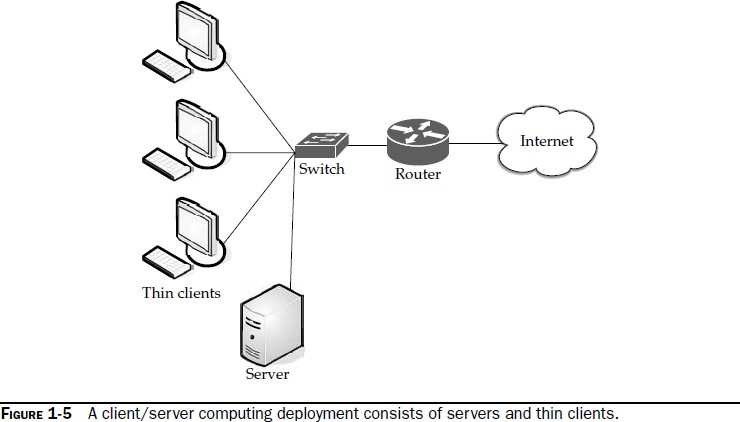 Internet
Switch
Router
Thin clients
Server
FIGURE 1-5 A client/server computing deployment consists of servers and thin clients.